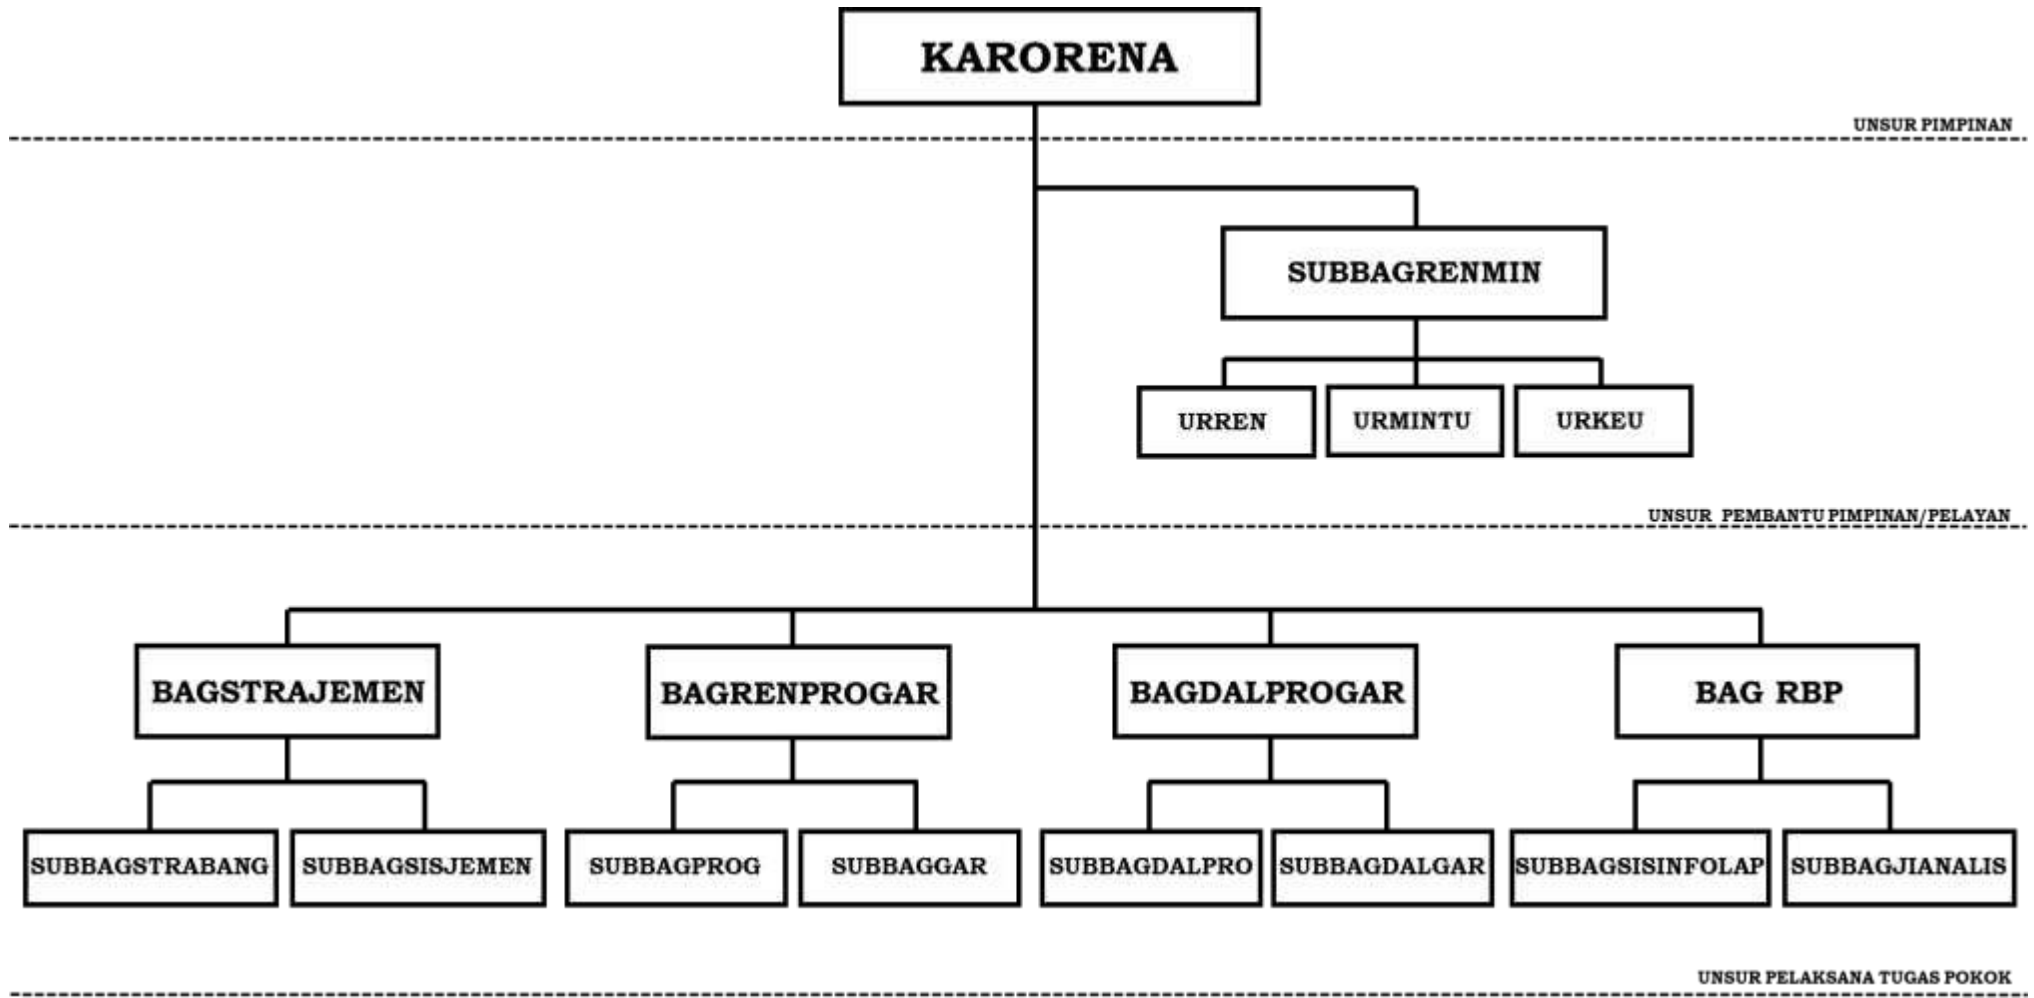 KARORENA
UNSUR PIMPINAN
SUBBAGRENMIN
URREN
URMINTU
URKEU
UNSUR PEMBANTU PIMPINAN/PELAYAN
BAGSTRAJEMEN
BAGRENPROGAR
BAGDALPROGAR
BAG RBP
SUBBAGSTRABANG
SUBBAGSISJEMEN
SUBBAGPROG
SUBBAGGAR
SUBBAGDALPRO
SUBBAGDALGAR
SUBBAGSISINFOLAP
SUBBAGJIANALIS
UNSUR PELAKSANA TUGAS POKOK